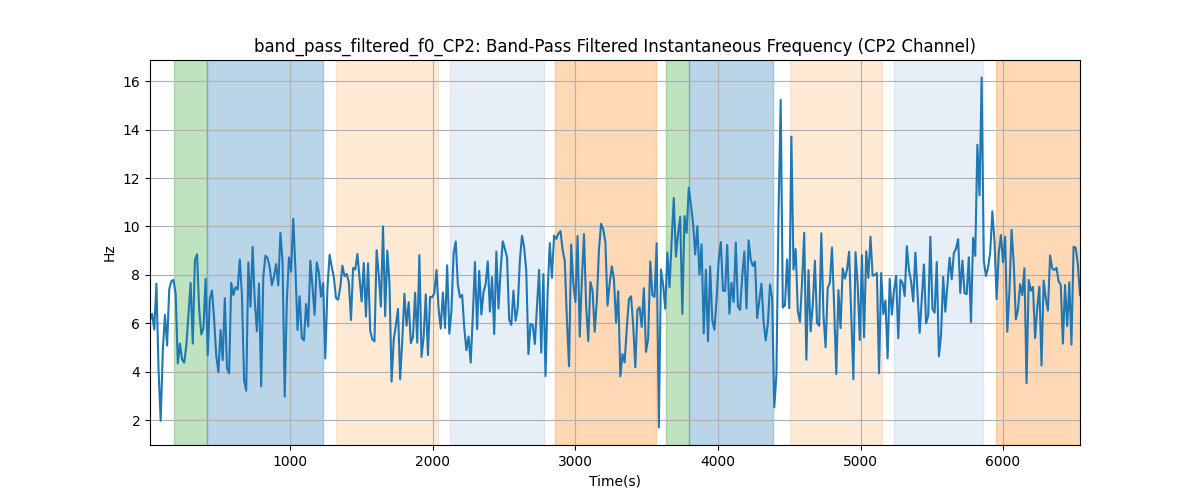 band_pass_filtered_f0_CP2: Band-Pass Filtered Instantaneous Frequency (CP2 Channel)
16
14
12
10
8
6
4
2
Hz
1000 2000 3000 4000 5000 6000
Time(s)